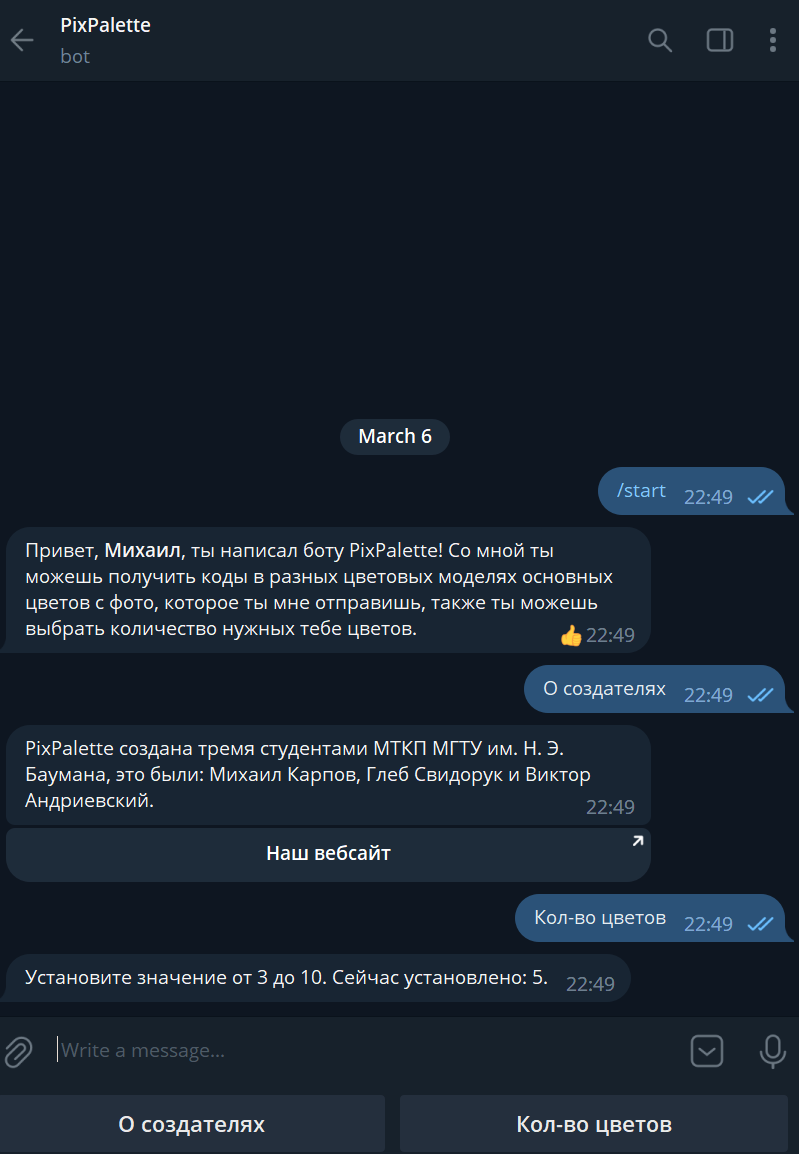 PixPalette
bot
March 6
/start 22:49
Привет, Михаил, ты написал боту PixPalette! Со мной ты
можешь получить коды в разных цветовых моделях основных
цветов с фото, которое ты мне отправишь, также ты можешь
выбрать количество нужных тебе цветов.
👍 22:49
О создателях 22:49
PixPalette создана тремя студентами МТКП МГТУ им. Н. Э.
Баумана, это были: Михаил Карпов, Глеб Свидорук и Виктор
Андриевский.
22:49
Наш вебсайт
Кол-во цветов 22:49
Установите значение от 3 до 10. Сейчас установлено: 5. 22:49
Write a message...
О создателях
Кол-во цветов